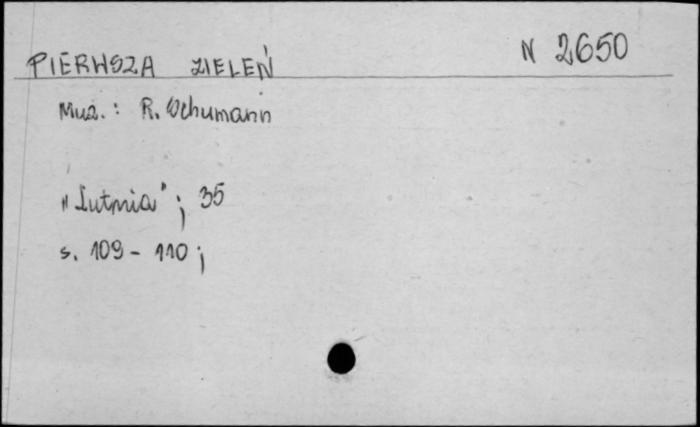 PIERWSZA ZIELEŃ N 2650
Muz.: R. Schumann
"Lutnia"; 35
s. 109 - 110;